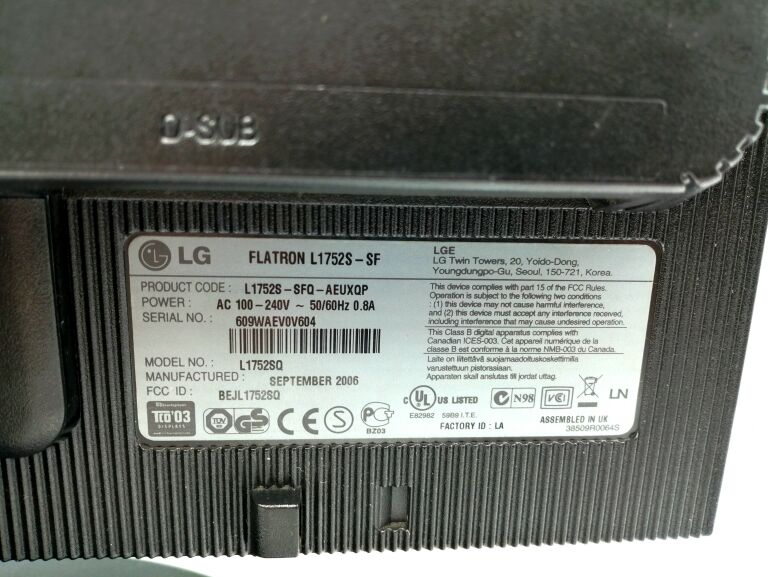 D-SUB
LG FLATRON L1752S-SF
LGE
LG Twin Towers, 20, Yoido-Dong,
Youngdungpo-Gu, Seoul, 150-721, Korea.
PRODUCT CODE : L1752S-SFQ-AEUXQP
POWER : AC 100-240V ~ 50/60Hz 0.8A
SERIAL NO. : 609WAEV0V604
This device complies with part 15 of the FCC Rules.
Operation is subject to the following two conditions
: (1) this device may not cause harmful interference,
and (2) this device must accept any interference received,
including interference that may cause undesired operation.
This Class B digital apparatus complies with
Canadian ICES-003. Cet appareil numérique de la
classe B est conforme à la norme NMB-003 du Canada.
Laite on liitettävä suojamaadoituskoskettimilla
varustettuun pistorasiaan.
Apparaten skall anslutas till jordat uttag.
MODEL NO. : L1752SQ
MANUFACTURED : SEPTEMBER 2006
FCC ID : BEJL1752SQ
TCO'03
DISPLAYS
TUV GS CE S
BZ03
c UL US LISTED
E82982 59B9 I.T.E.
N98 VCI LN
FACTORY ID : LA
ASSEMBLED IN UK
38509R0064S